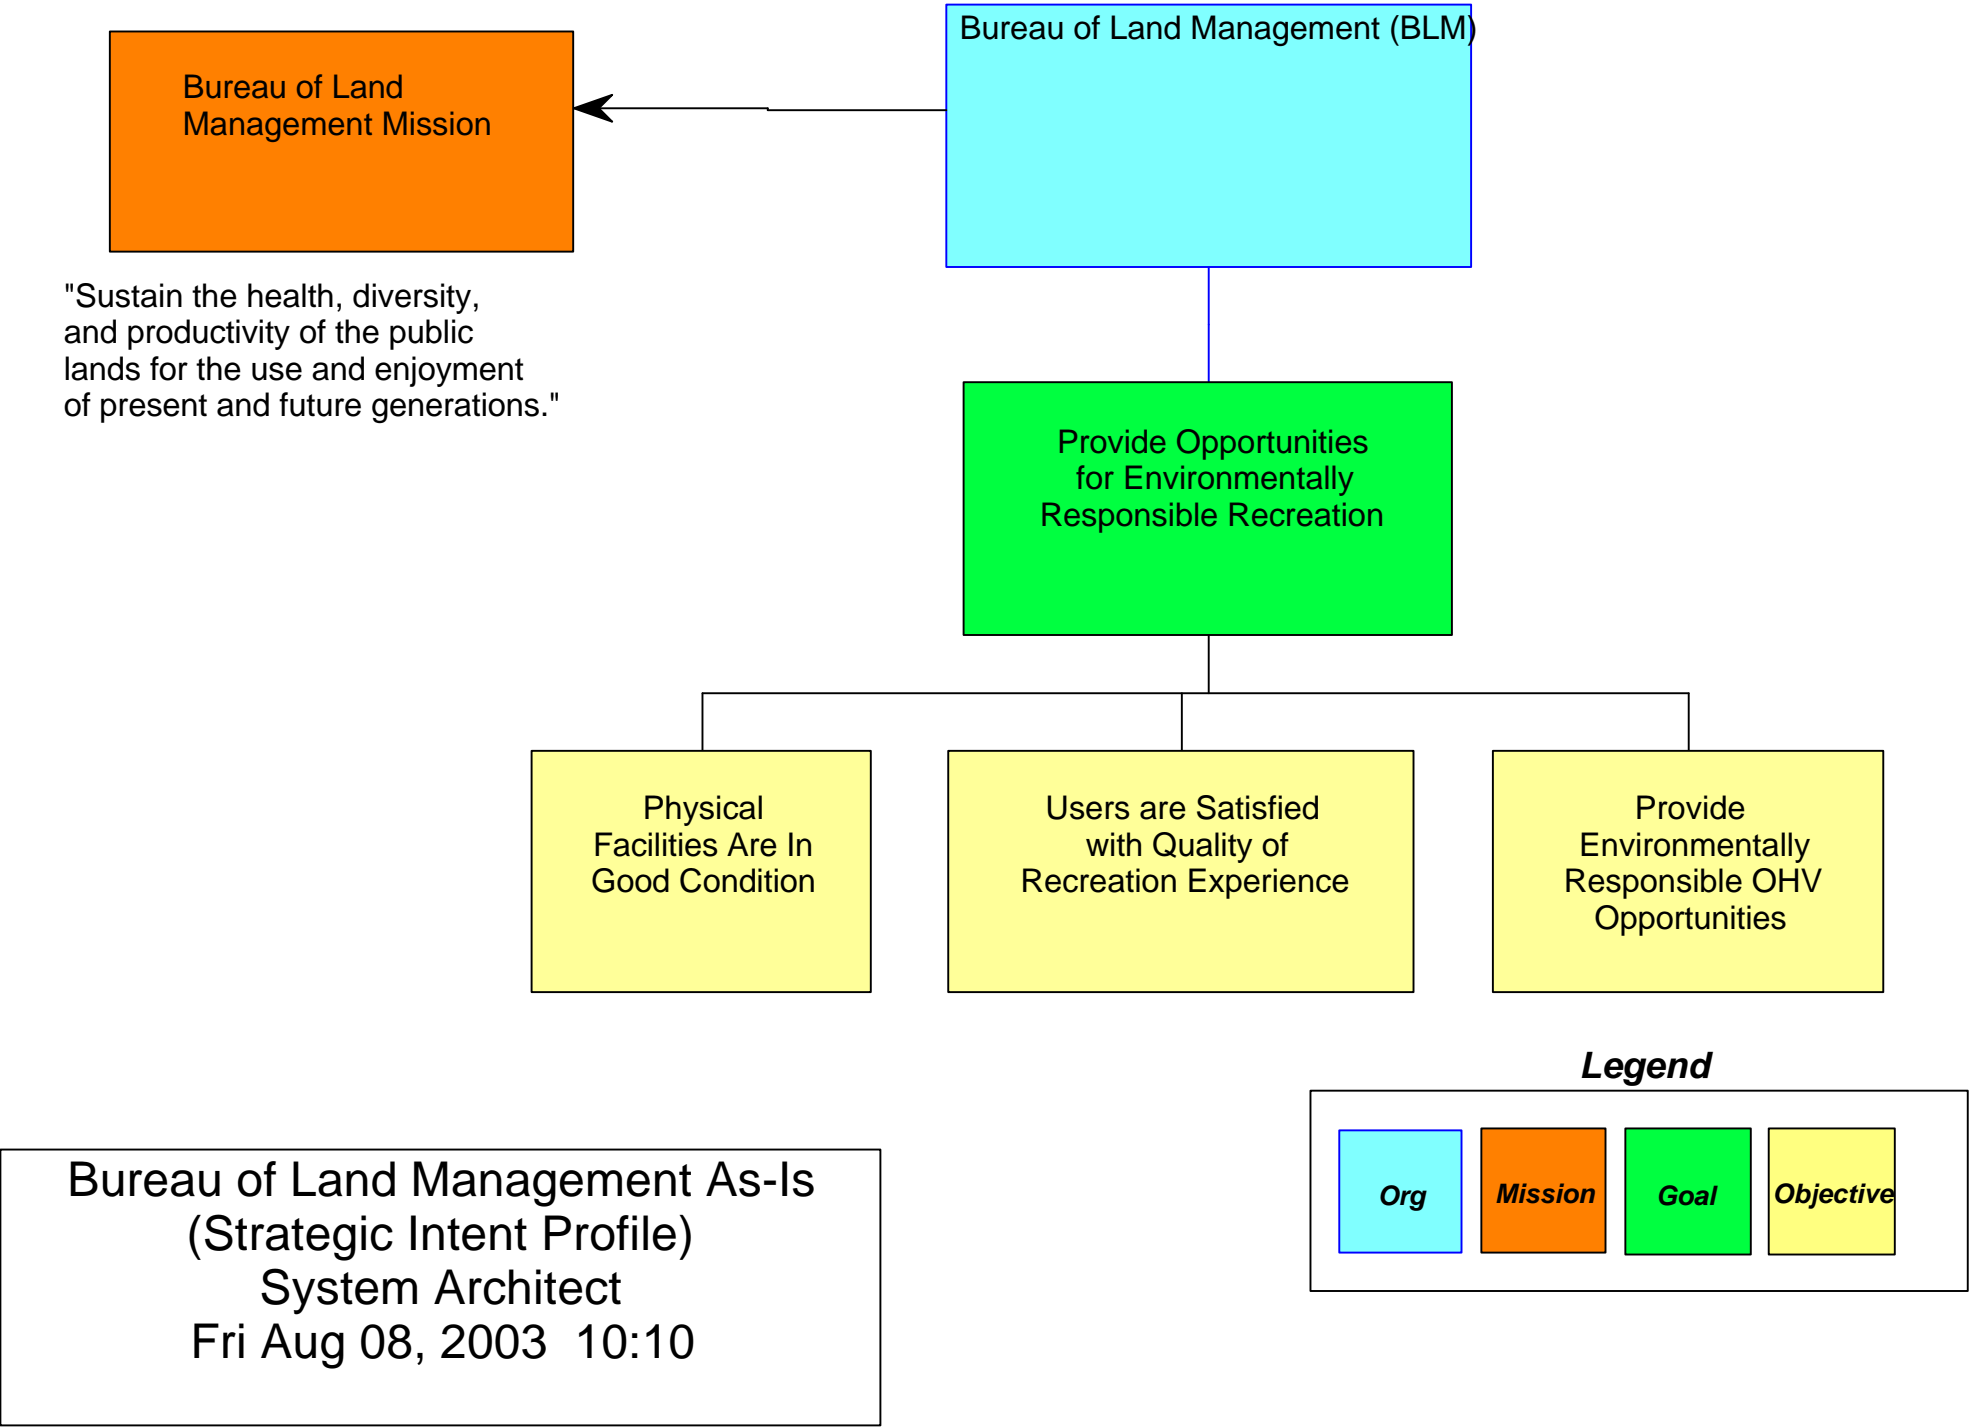 Bureau of Land Management (BLM)
Bureau of Land
Management Mission
"Sustain the health, diversity,
and productivity of the public
lands for the use and enjoyment
of present and future generations."
Provide Opportunities
for Environmentally
Responsible Recreation
Physical
Facilities Are In
Good Condition
Users are Satisfied
with Quality of
Recreation Experience
Provide
Environmentally
Responsible OHV
Opportunities
Legend
Org
Mission
Goal
Objective
Bureau of Land Management As-Is
(Strategic Intent Profile)
System Architect
Fri Aug 08, 2003  10:10